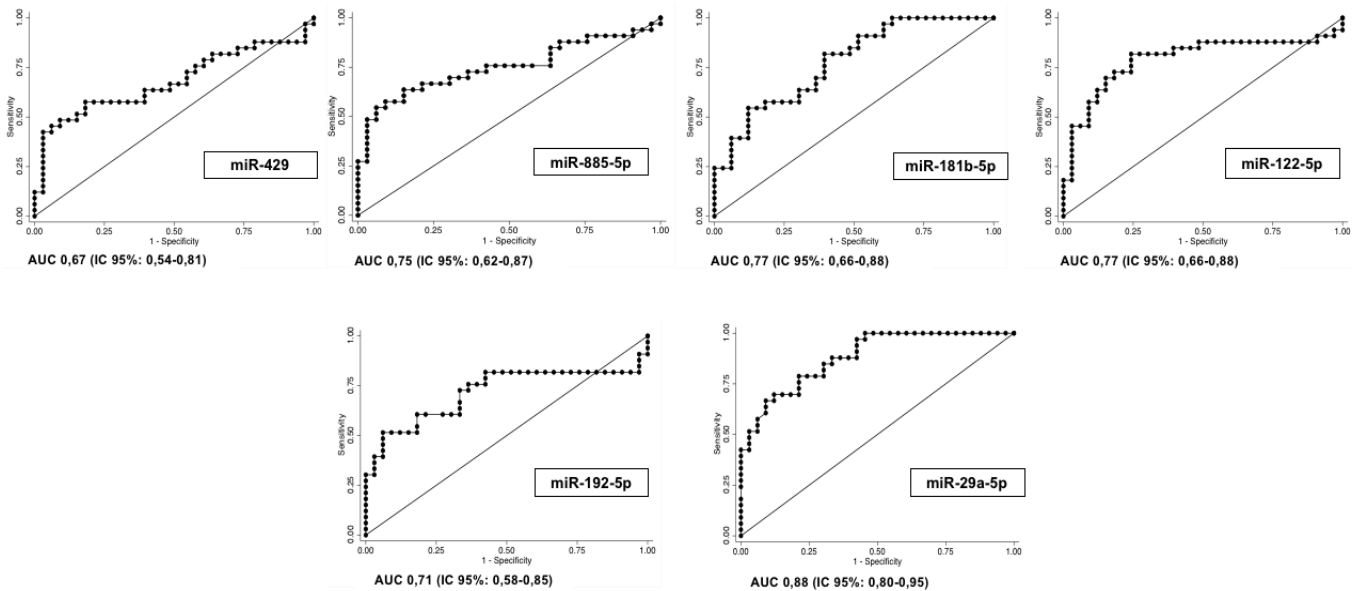 1.00
0.75
Sensitivity
0.50
0.25
0.00
miR-429
0.00 0.25 0.50 0.75 1.00
1 - Specificity
AUC 0,67 (IC 95%: 0,54-0,81)
1.00
0.75
Sensitivity
0.50
0.25
0.00
miR-885-5p
0.00 0.25 0.50 0.75 1.00
1 - Specificity
AUC 0,75 (IC 95%: 0,62-0,87)
1.00
0.75
Sensitivity
0.50
0.25
0.00
miR-181b-5p
0.00 0.25 0.50 0.75 1.00
1 - Specificity
AUC 0,77 (IC 95%: 0,66-0,88)
1.00
0.75
Sensitivity
0.50
0.25
0.00
miR-122-5p
0.00 0.25 0.50 0.75 1.00
1 - Specificity
AUC 0,77 (IC 95%: 0,66-0,88)
1.00
0.75
Sensitivity
0.50
0.25
0.00
miR-192-5p
0.00 0.25 0.50 0.75 1.00
1 - Specificity
AUC 0,71 (IC 95%: 0,58-0,85)
1.00
0.75
Sensitivity
0.50
0.25
0.00
miR-29a-5p
0.00 0.25 0.50 0.75 1.00
1 - Specificity
AUC 0,88 (IC 95%: 0,80-0,95)